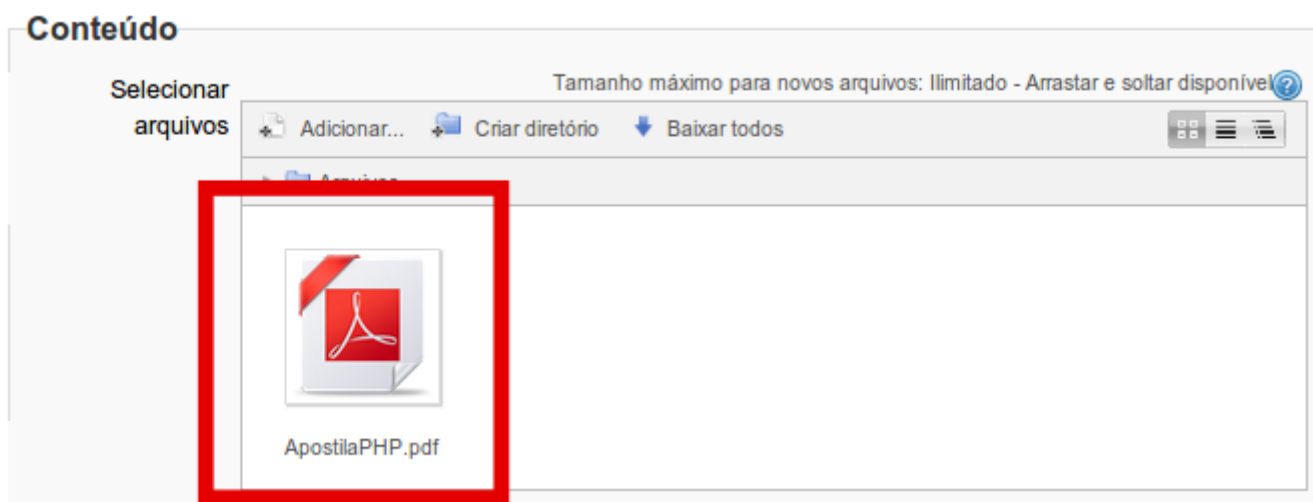 Conteúdo
Tamanho máximo para novos arquivos: Ilimitado - Arrastar e soltar disponível
Selecionar
arquivos
Adicionar... Criar diretório Baixar todos
Arquivos
ApostilaPHP.pdf